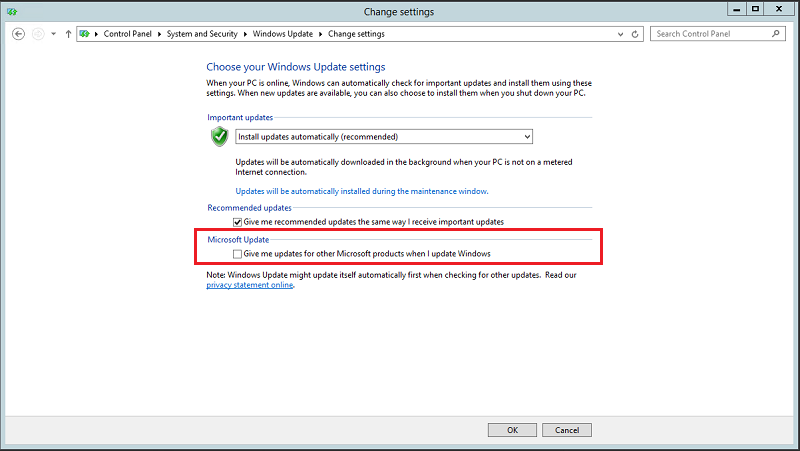 Change settings
Control Panel
System and Security
Windows Update
Change settings
Search Control Panel
Choose your Windows Update settings
When your PC is online, Windows can automatically check for important updates and install them using these
settings. When new updates are available, you can also choose to install them when you shut down your PC.
Important updates
Install updates automatically (recommended)
Updates will be automatically downloaded in the background when your PC is not on a metered
Internet connection.
Updates will be automatically installed during the maintenance window.
Recommended updates
Give me recommended updates the same way I receive important updates
Microsoft Update
Give me updates for other Microsoft products when I update Windows
Note: Windows Update might update itself automatically first when checking for other updates. Read our
privacy statement online.
OK
Cancel